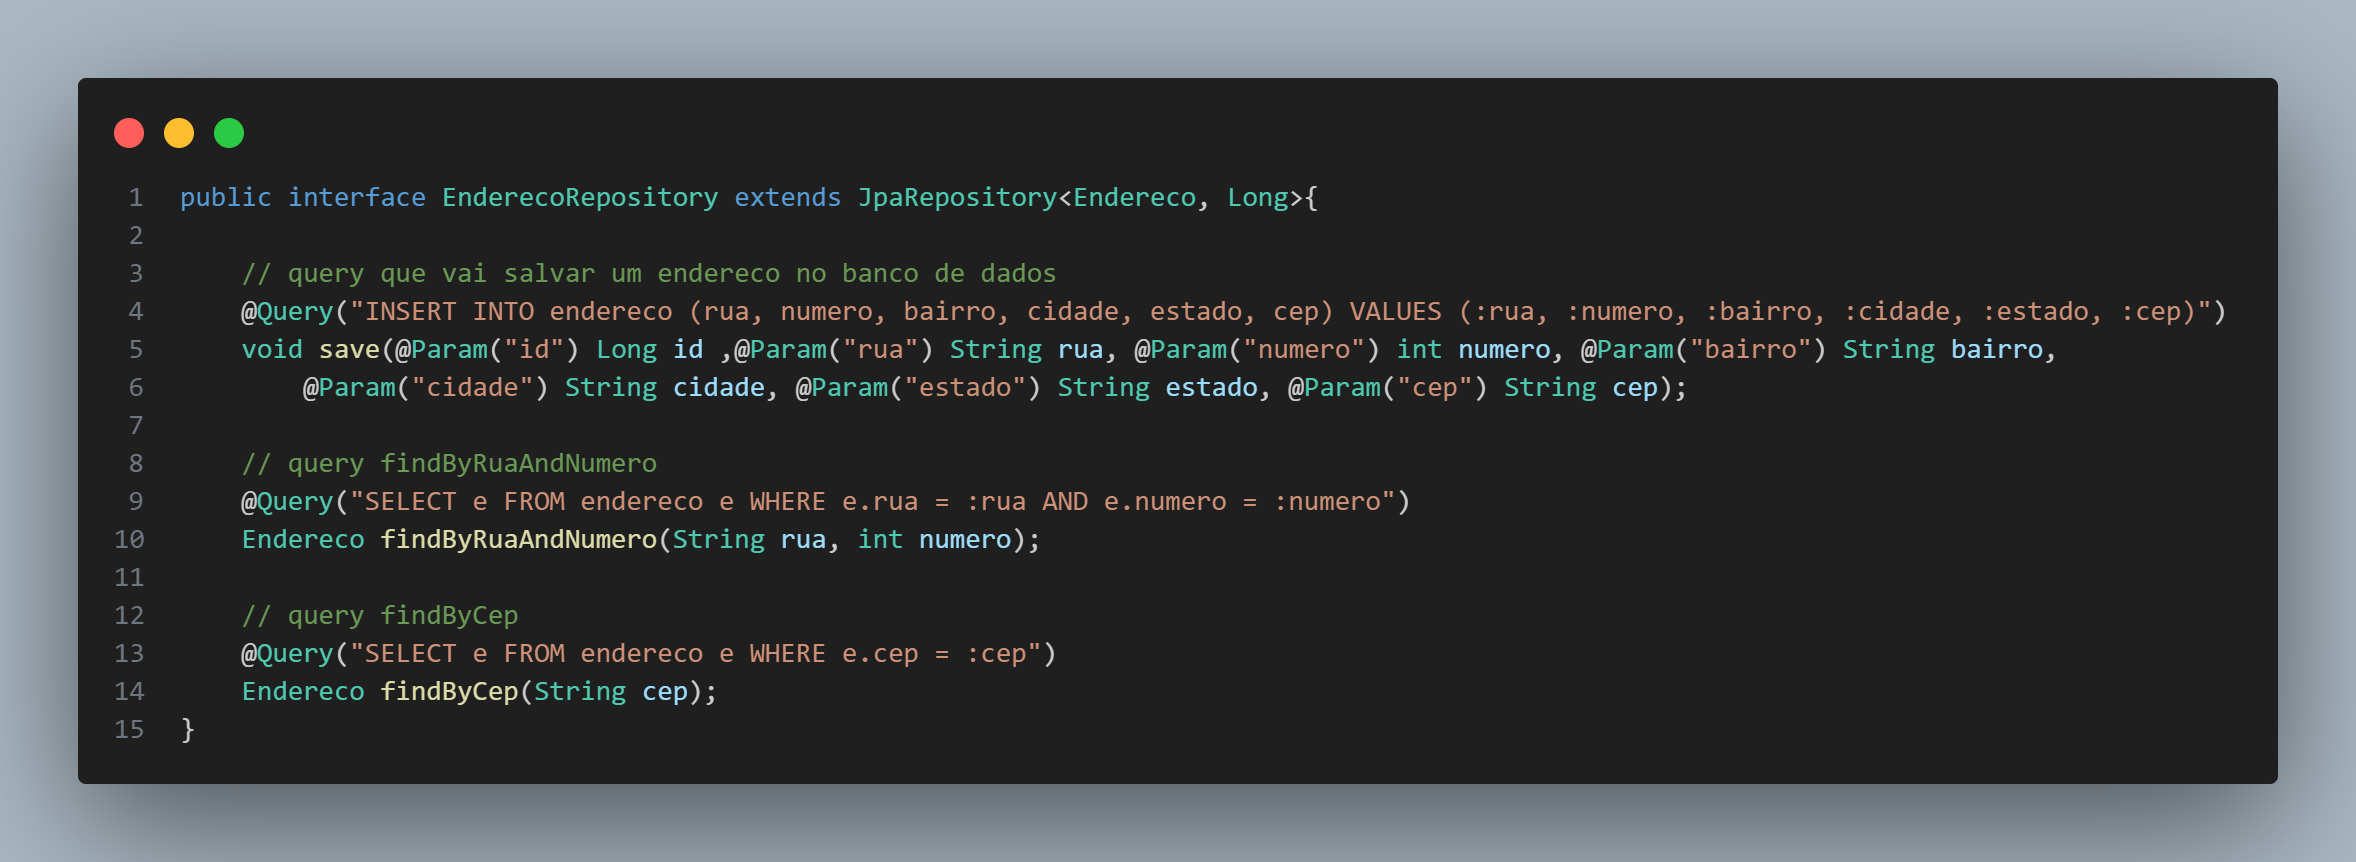 1 public interface EnderecoRepository extends JpaRepository<Endereco, Long>{
2
3 // query que vai salvar um endereco no banco de dados
4 @Query("INSERT INTO endereco (rua, numero, bairro, cidade, estado, cep) VALUES (:rua, :numero, :bairro, :cidade, :estado, :cep)")
5 void save(@Param("id") Long id ,@Param("rua") String rua, @Param("numero") int numero, @Param("bairro") String bairro,
6 @Param("cidade") String cidade, @Param("estado") String estado, @Param("cep") String cep);
7
8 // query findByRuaAndNumero
9 @Query("SELECT e FROM endereco e WHERE e.rua = :rua AND e.numero = :numero")
10 Endereco findByRuaAndNumero(String rua, int numero);
11
12 // query findByCep
13 @Query("SELECT e FROM endereco e WHERE e.cep = :cep")
14 Endereco findByCep(String cep);
15 }